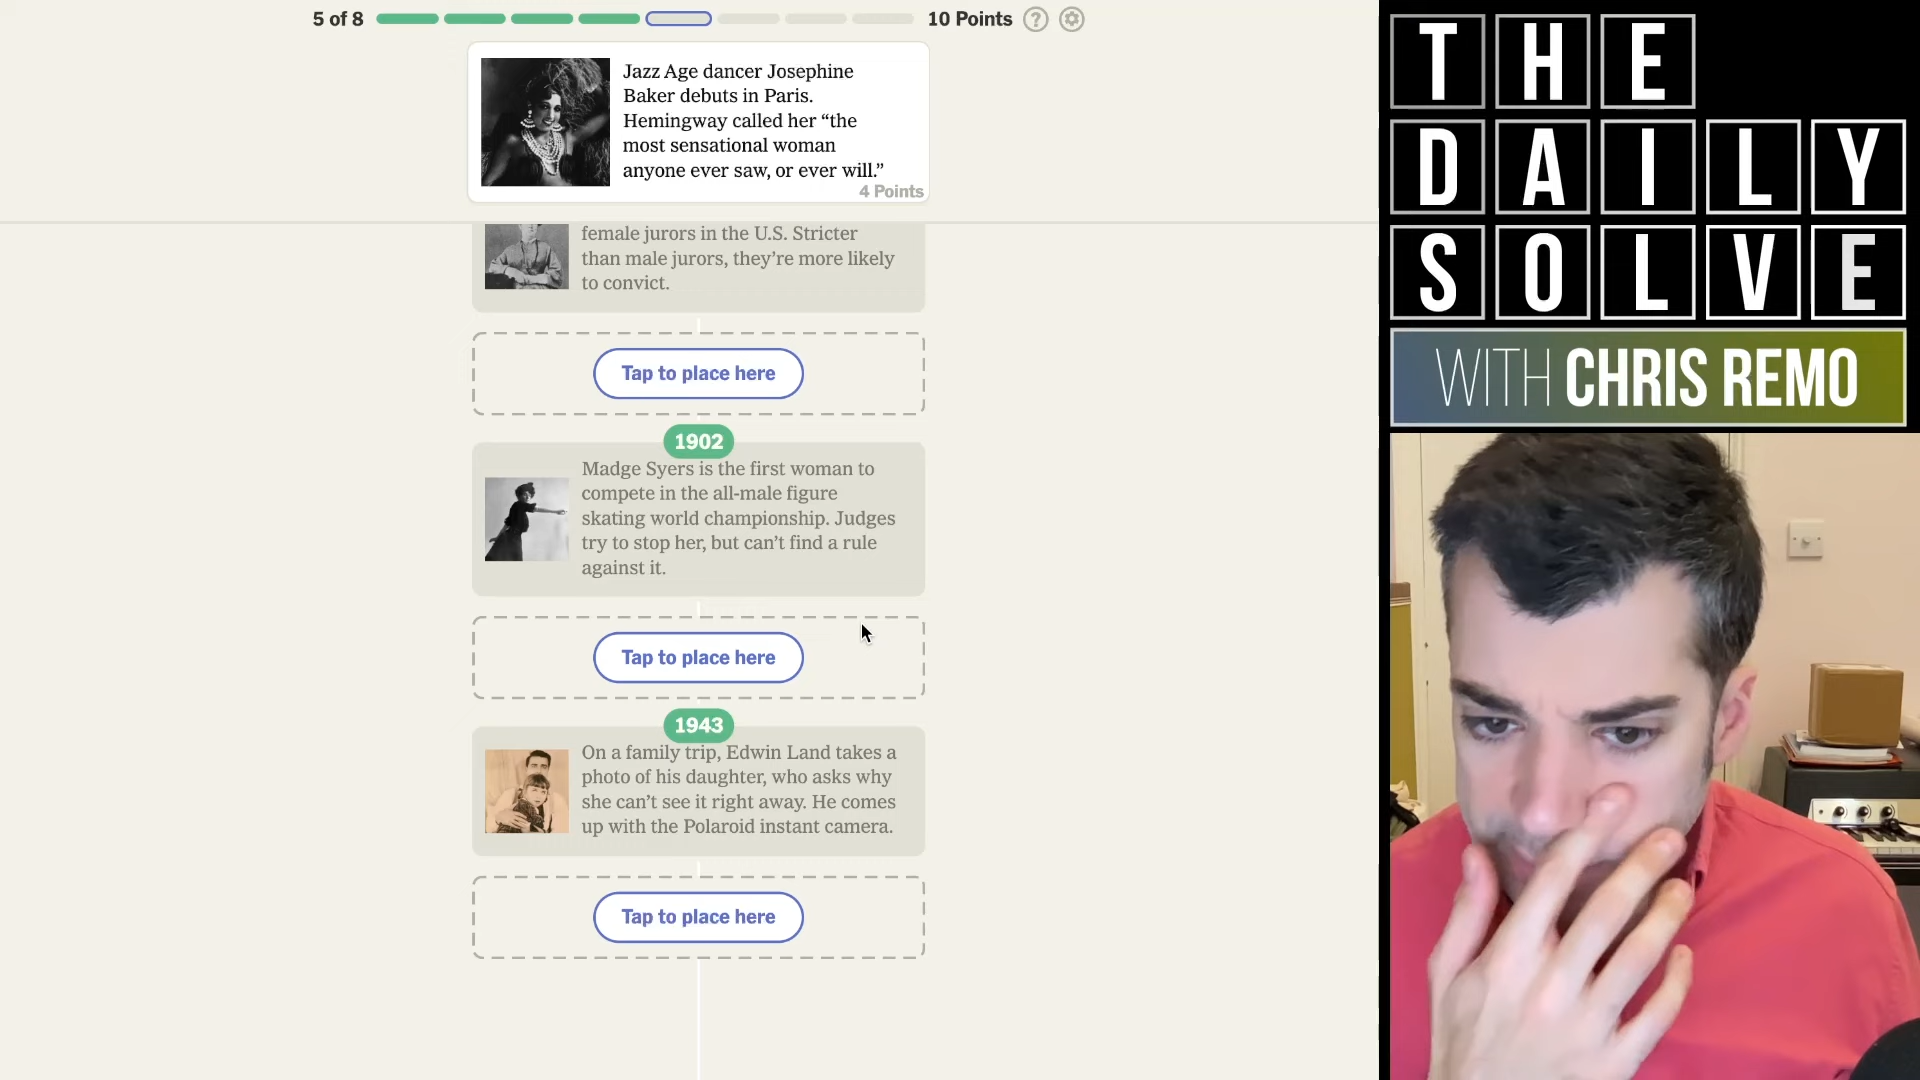 5 of 8
10 Points
?
Jazz Age dancer Josephine
Baker debuts in Paris.
Hemingway called her “the
most sensational woman
anyone ever saw, or ever will.”
4 Points
female jurors in the U.S. Stricter
than male jurors, they’re more likely
to convict.
Tap to place here
1902
Madge Syers is the first woman to
compete in the all-male figure
skating world championship. Judges
try to stop her, but can’t find a rule
against it.
Tap to place here
1943
On a family trip, Edwin Land takes a
photo of his daughter, who asks why
she can’t see it right away. He comes
up with the Polaroid instant camera.
Tap to place here
THE
DAILY
SOLVE
WITH CHRIS REMO